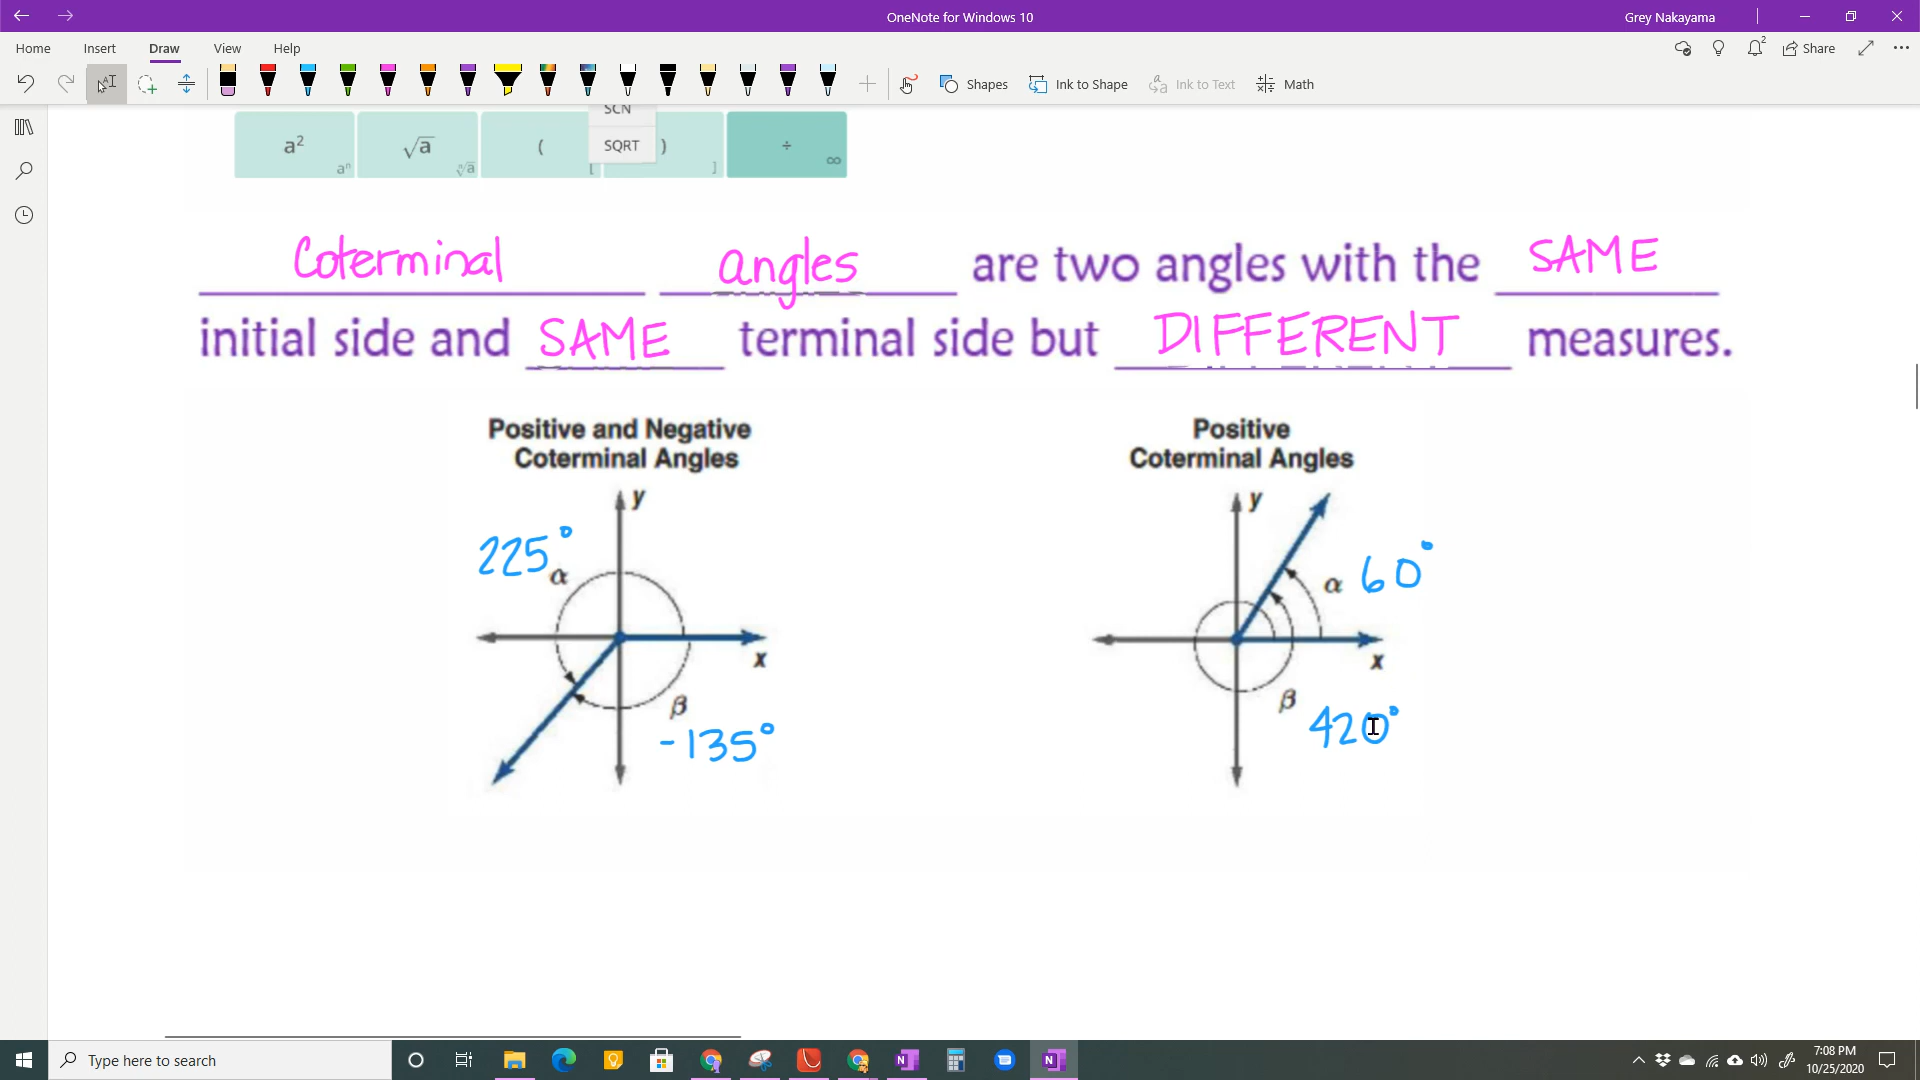 OneNote for Windows 10
Grey Nakayama
Home Insert Draw View Help
2
Share
Shapes
Ink to Shape
Ink to Text
Math
SCN
a² aⁿ √a ⁿ√a ( [ SQRT ) ] ÷ ∞
Coterminal angles are two angles with the SAME
initial side and SAME terminal side but DIFFERENT measures.
Positive and Negative
Coterminal Angles
y
225°
α
x
β
-135°
Positive
Coterminal Angles
y
α 60°
x
β
420°
Type here to search
7:08 PM
10/25/2020